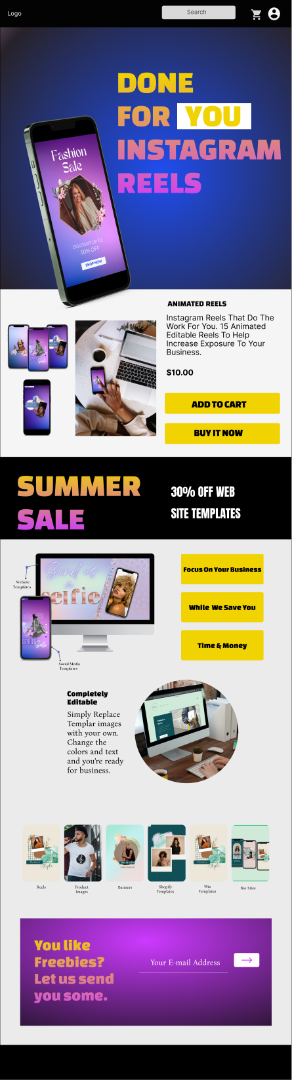 Logo
Search
DONE
FOR YOU
INSTAGRAM
REELS
Fashion
Sale
ANIMATED REELS
Instagram Reels That Do The
Work For You. 15 Animated
Editable Reels To Help
Increase Exposure To Your
Business.
$10.00
ADD TO CART
BUY IT NOW
SUMMER
SALE
30% OFF WEB
SITE TEMPLATES
Website
Templates
selfie
Social Media
Templates
Focus On Your Business
While We Save You
Time & Money
Completely
Editable
Simply Replace
Templar images
with your own.
Change the
colors and text
and you're ready
for business.
Reels
Product
Images
Business
Shopify
Templates
Wix
Templates
You like
Freebies?
Let us send
you some.
Your E-mail Address